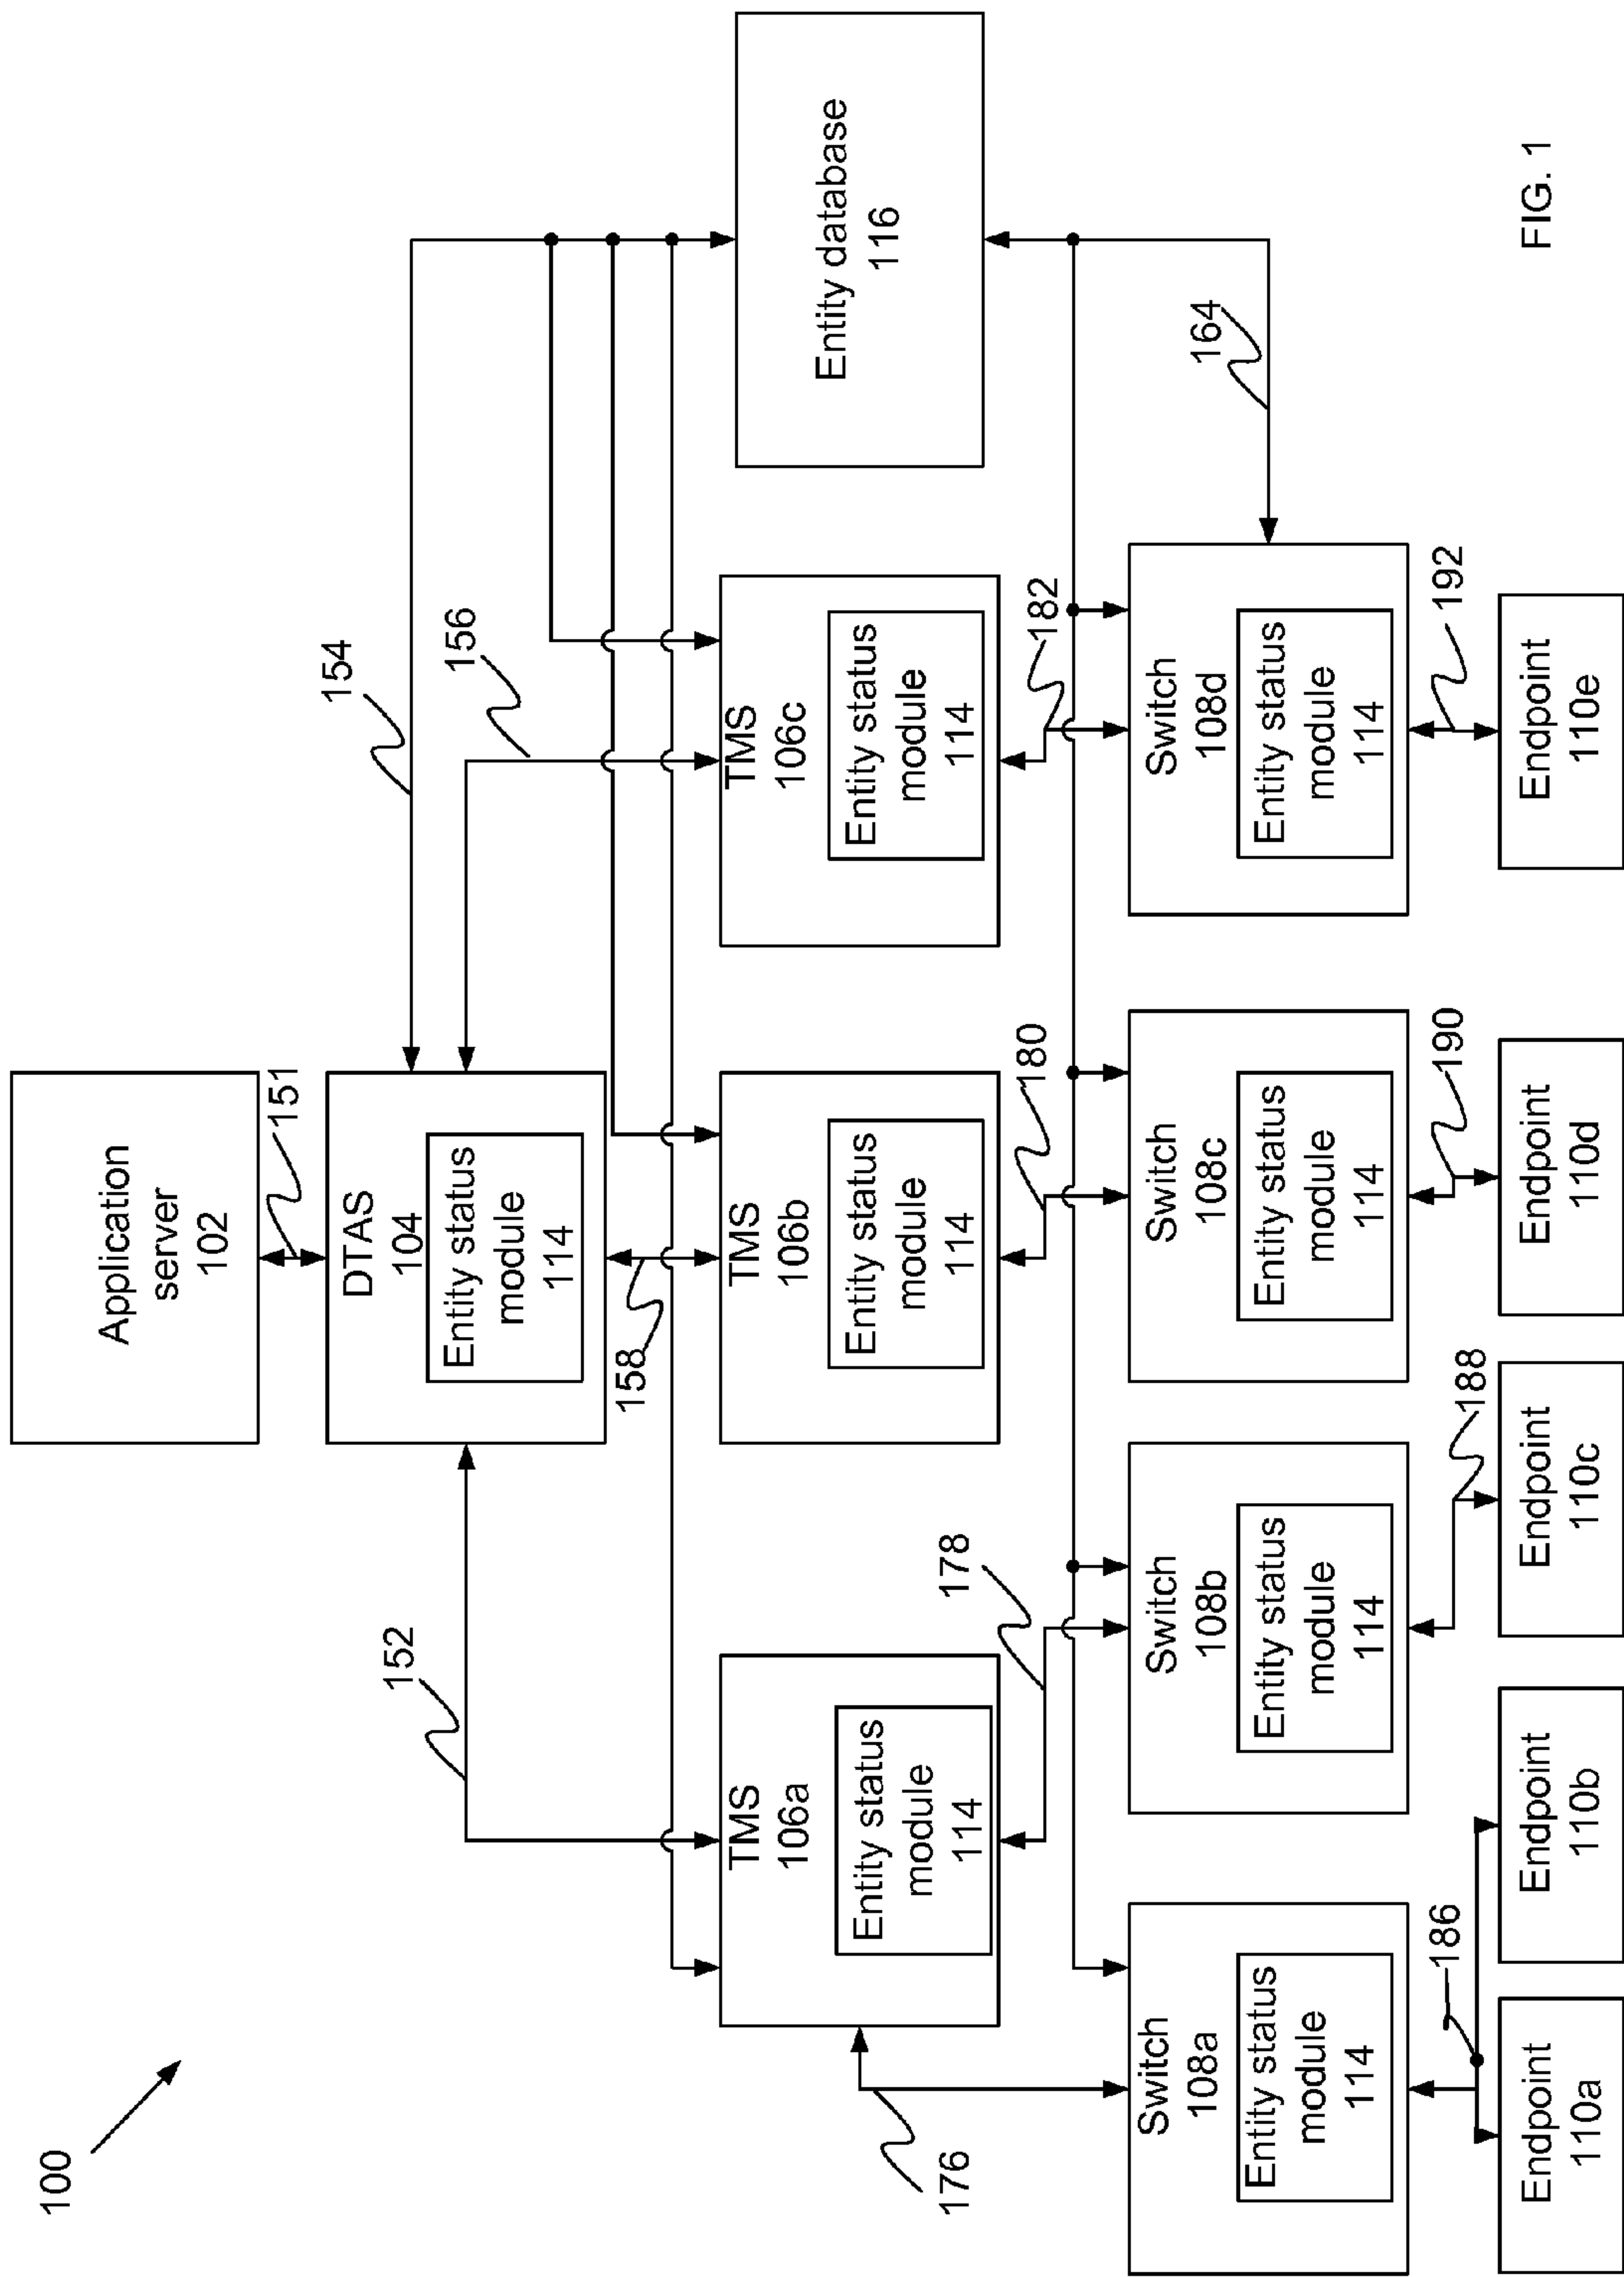 100
Application
server
102
151
DTAS
104
Entity status
module
114
152
154
156
158
TMS
106a
Entity status
module
114
TMS
106b
Entity status
module
114
TMS
106c
Entity status
module
114
Entity database
116
176
178
180
182
164
Switch
108a
Entity status
module
114
Switch
108b
Entity status
module
114
Switch
108c
Entity status
module
114
Switch
108d
Entity status
module
114
186
188
190
192
Endpoint
110a
Endpoint
110b
Endpoint
110c
Endpoint
110d
Endpoint
110e
FIG. 1